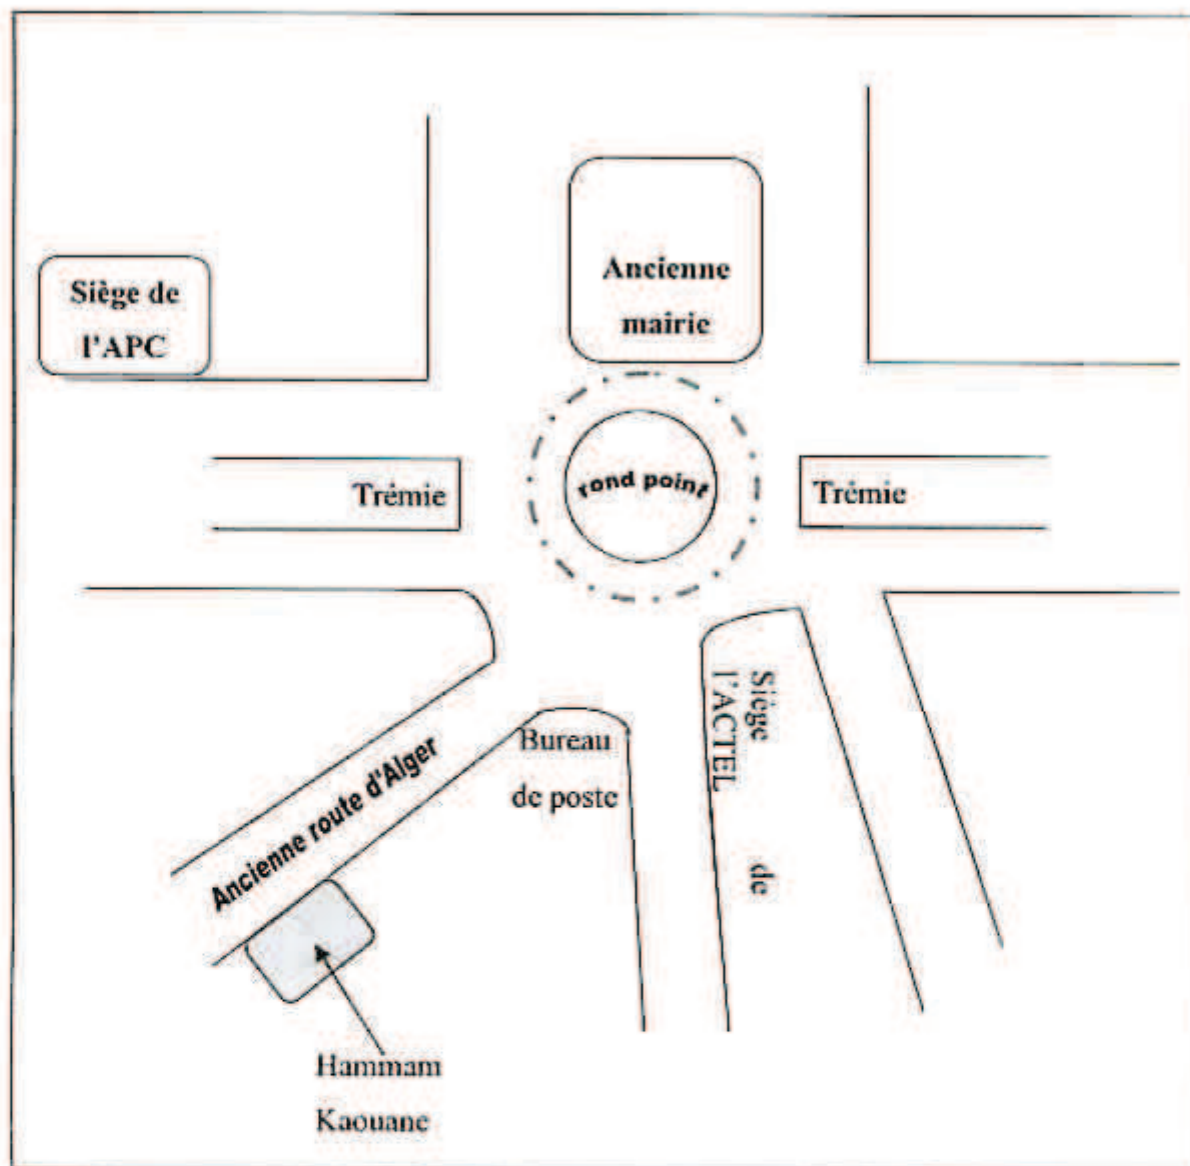 Ancienne
mairie
Siège de
l'APC
rond point
Trémie
Trémie
Siège de
l'ACTEL
Bureau
de poste
Ancienne route d'Alger
Hammam
Kaouane